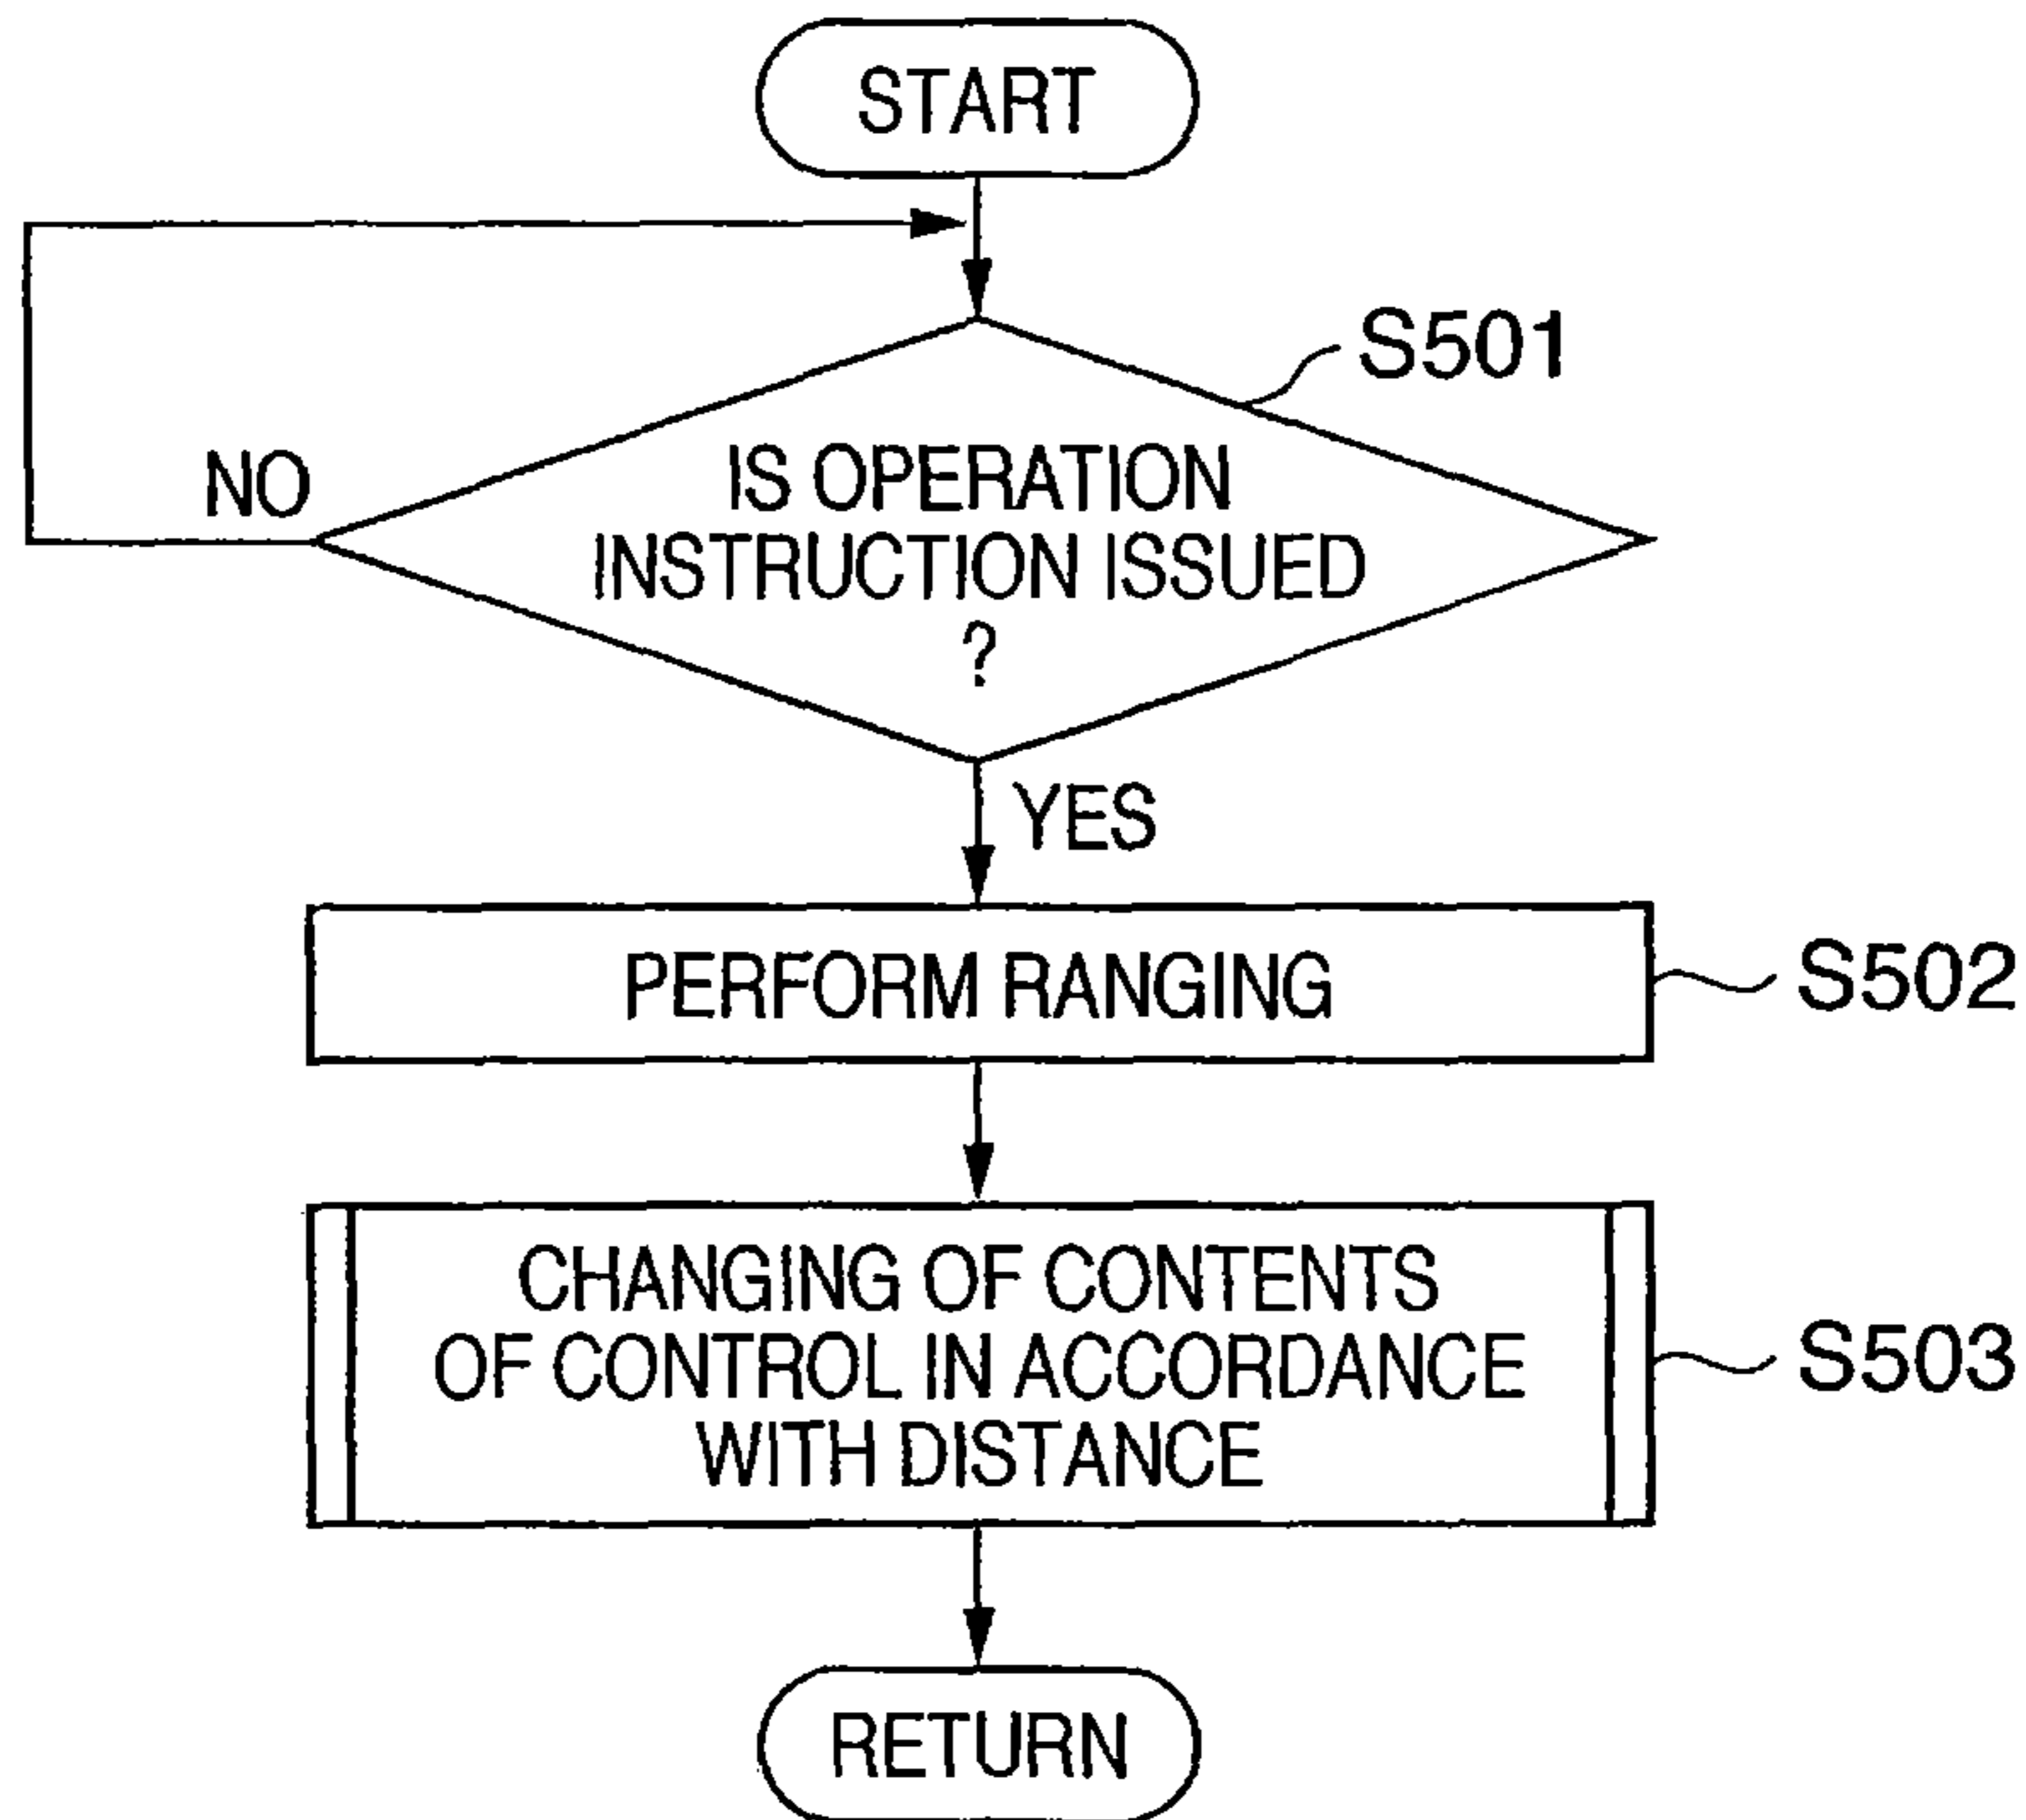 START
S501
NO
IS OPERATION
INSTRUCTION ISSUED
?
YES
PERFORM RANGING
S502
CHANGING OF CONTENTS
OF CONTROL IN ACCORDANCE
WITH DISTANCE
S503
RETURN